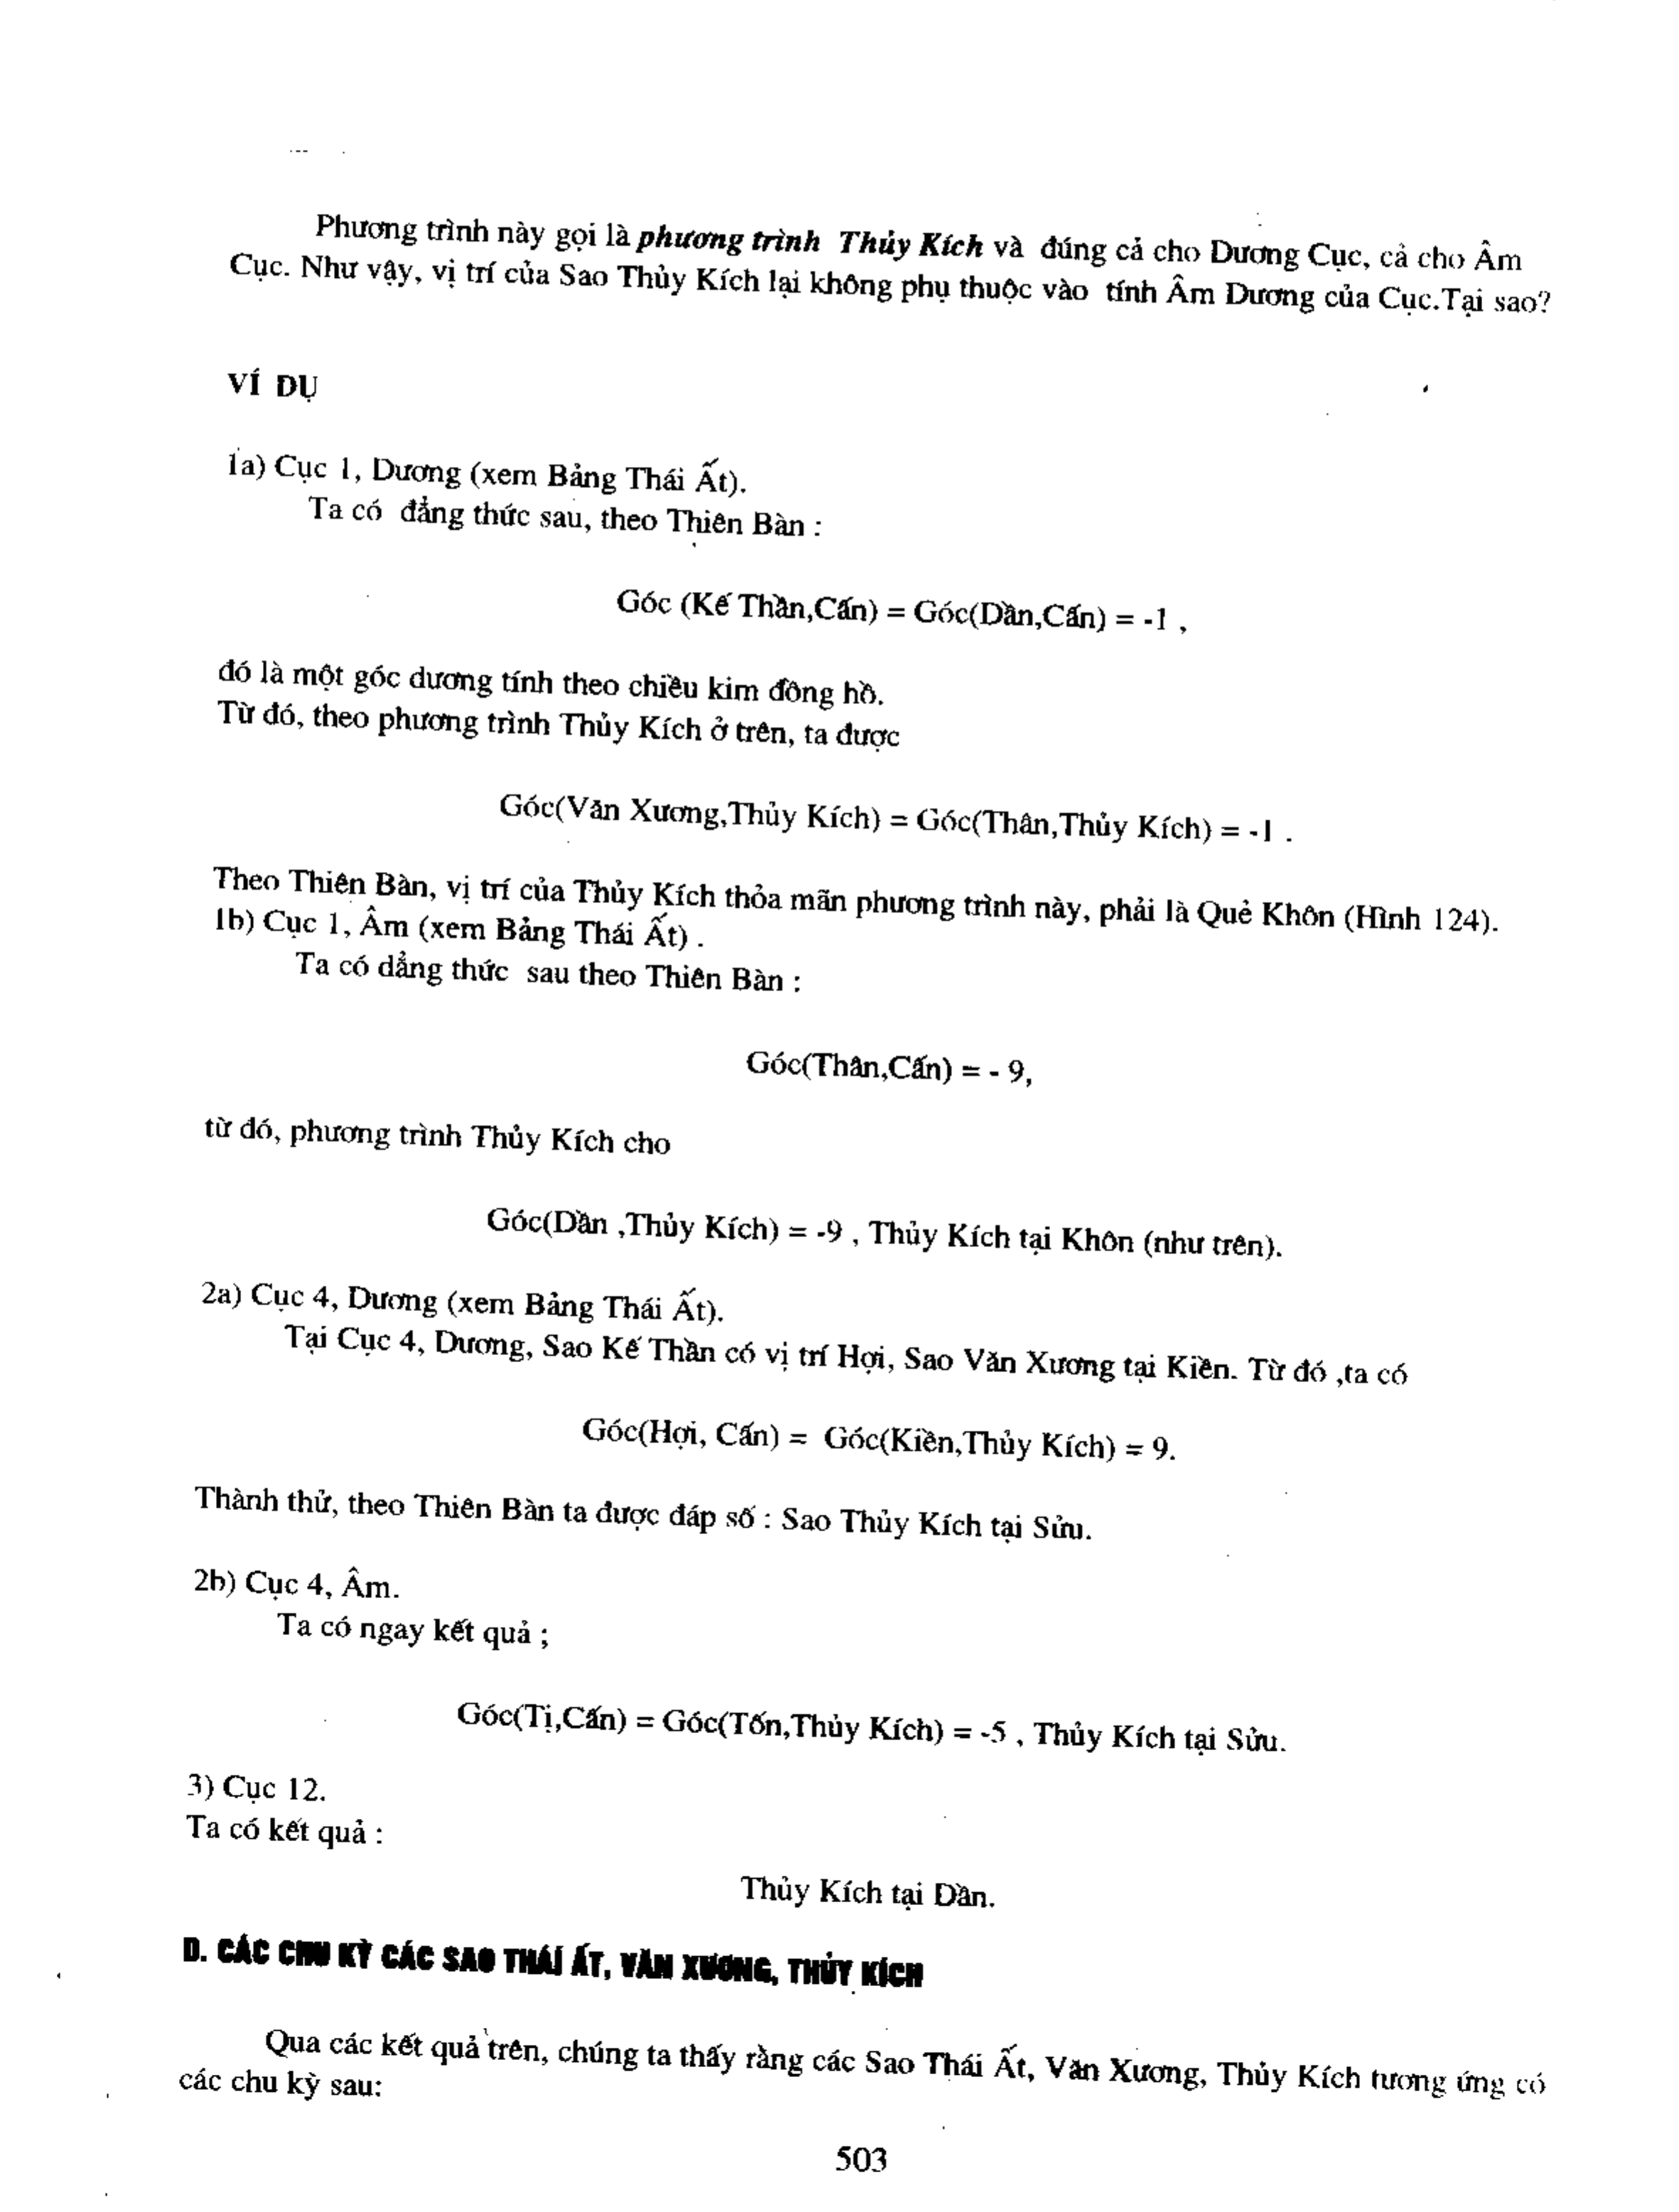 Phương trình này gọi là phương trình Thủy Kích và đúng cả cho Dương Cục, cả cho Âm
Cục. Như vậy, vị trí của Sao Thủy Kích lại không phụ thuộc vào tính Âm Dương của Cục.Tại sao?
VÍ DỤ
1a) Cục 1, Dương (xem Bảng Thái Ất).
Ta có đẳng thức sau, theo Thiên Bàn :
Góc (Kế Thần,Cấn) = Góc(Dần,Cấn) = -1 ,
đó là một góc dương tính theo chiều kim đông hồ.
Từ đó, theo phương trình Thủy Kích ở trên, ta được
Góc(Văn Xương,Thủy Kích) = Góc(Thân,Thủy Kích) = -1 .
Theo Thiên Bàn, vị trí của Thủy Kích thỏa mãn phương trình này, phải là Quẻ Khôn (Hình 124).
1b) Cục 1, Âm (xem Bảng Thái Ất) .
Ta có dẳng thức sau theo Thiên Bàn :
Góc(Thân,Cấn) = - 9,
từ đó, phương trình Thủy Kích cho
Góc(Dần ,Thủy Kích) = -9 , Thủy Kích tại Khôn (như trên).
2a) Cục 4, Dương (xem Bảng Thái Ất).
Tại Cục 4, Dương, Sao Kế Thần có vị trí Hợi, Sao Văn Xương tại Kiền. Từ đó ,ta có
Góc(Hợi, Cấn) = Góc(Kiền,Thủy Kích) = 9.
Thành thử, theo Thiên Bàn ta được đáp số : Sao Thủy Kích tại Sửu.
2b) Cục 4, Âm.
Ta có ngay kết quả ;
Góc(Tị,Cấn) = Góc(Tốn,Thủy Kích) = -5 , Thủy Kích tại Sửu.
3) Cục 12.
Ta có kết quả :
Thủy Kích tại Dần.
D. CÁC CHU KỲ CÁC SAO THÁI ẤT, VĂN XƯƠNG, THỦY KÍCH
Qua các kết quả trên, chúng ta thấy rằng các Sao Thái Ất, Văn Xương, Thủy Kích tương ứng có
các chu kỳ sau:
503